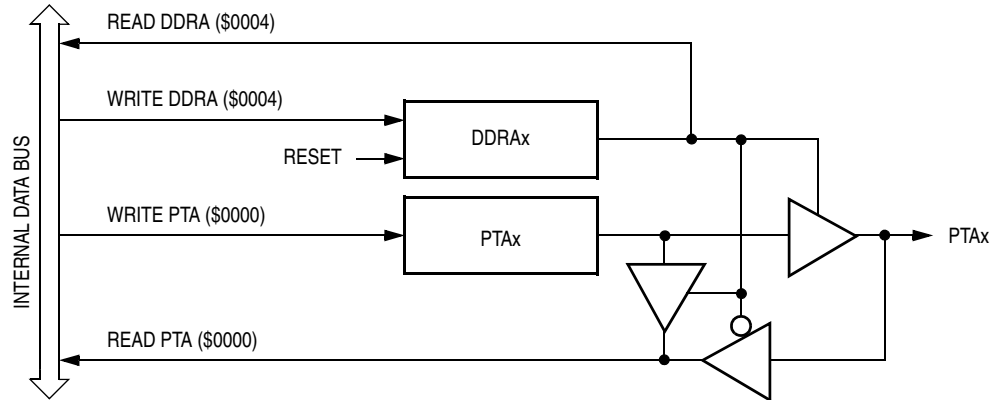 READ DDRA ($0004)
WRITE DDRA ($0004)
DDRAx
RESET
WRITE PTA ($0000)
PTAx
PTAx
READ PTA ($0000)
INTERNAL DATA BUS